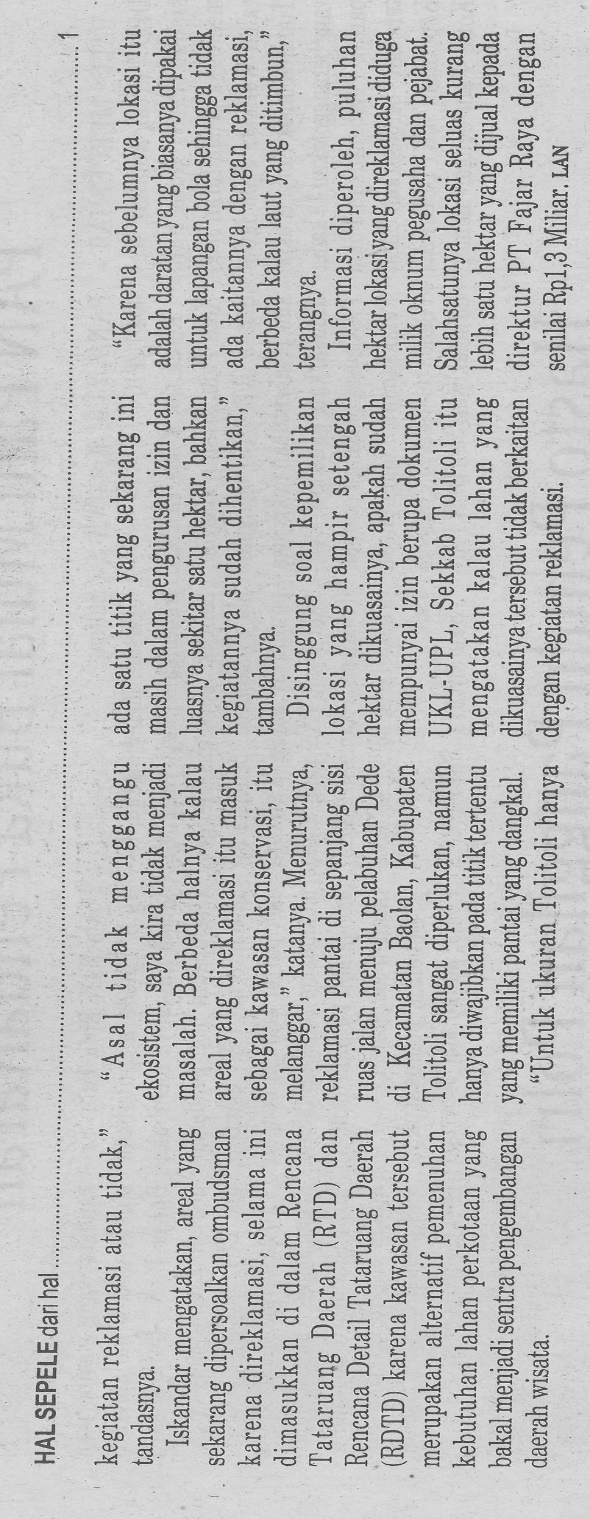 HAL SEPELE dari hal ........................................................................................................ 1
kegiatan reklamasi atau tidak,”
tandasnya.
Iskandar mengatakan, areal yang
sekarang dipersoalkan ombudsman
karena direklamasi, selama ini
dimasukkan di dalam Rencana
Tataruang Daerah (RTD) dan
Rencana Detail Tataruang Daerah
(RDTD) karena kawasan tersebut
merupakan alternatif pemenuhan
kebutuhan lahan perkotaan yang
bakal menjadi sentra pengembangan
daerah wisata.
“Asal tidak menggangu
ekosistem, saya kira tidak menjadi
masalah. Berbeda halnya kalau
areal yang direklamasi itu masuk
sebagai kawasan konservasi, itu
melanggar,” katanya. Menurutnya,
reklamasi pantai di sepanjang sisi
ruas jalan menuju pelabuhan Dede
di Kecamatan Baolan, Kabupaten
Tolitoli sangat diperlukan, namun
hanya diwajibkan pada titik tertentu
yang memiliki pantai yang dangkal.
“Untuk ukuran Tolitoli hanya
ada satu titik yang sekarang ini
masih dalam pengurusan izin dan
luasnya sekitar satu hektar, bahkan
kegiatannya sudah dihentikan,”
tambahnya.
Disinggung soal kepemilikan
lokasi yang hampir setengah
hektar dikuasainya, apakah sudah
mempunyai izin berupa dokumen
UKL-UPL, Sekkab Tolitoli itu
mengatakan kalau lahan yang
dikuasainya tersebut tidak berkaitan
dengan kegiatan reklamasi.
“Karena sebelumnya lokasi itu
adalah daratan yang biasanya dipakai
untuk lapangan bola sehingga tidak
ada kaitannya dengan reklamasi,
berbeda kalau laut yang ditimbun,”
terangnya.
Informasi diperoleh, puluhan
hektar lokasi yang direklamasi diduga
milik oknum pegusaha dan pejabat.
Salahsatunya lokasi seluas kurang
lebih satu hektar yang dijual kepada
direktur PT Fajar Raya dengan
senilai Rp1,3 Miliar. LAN